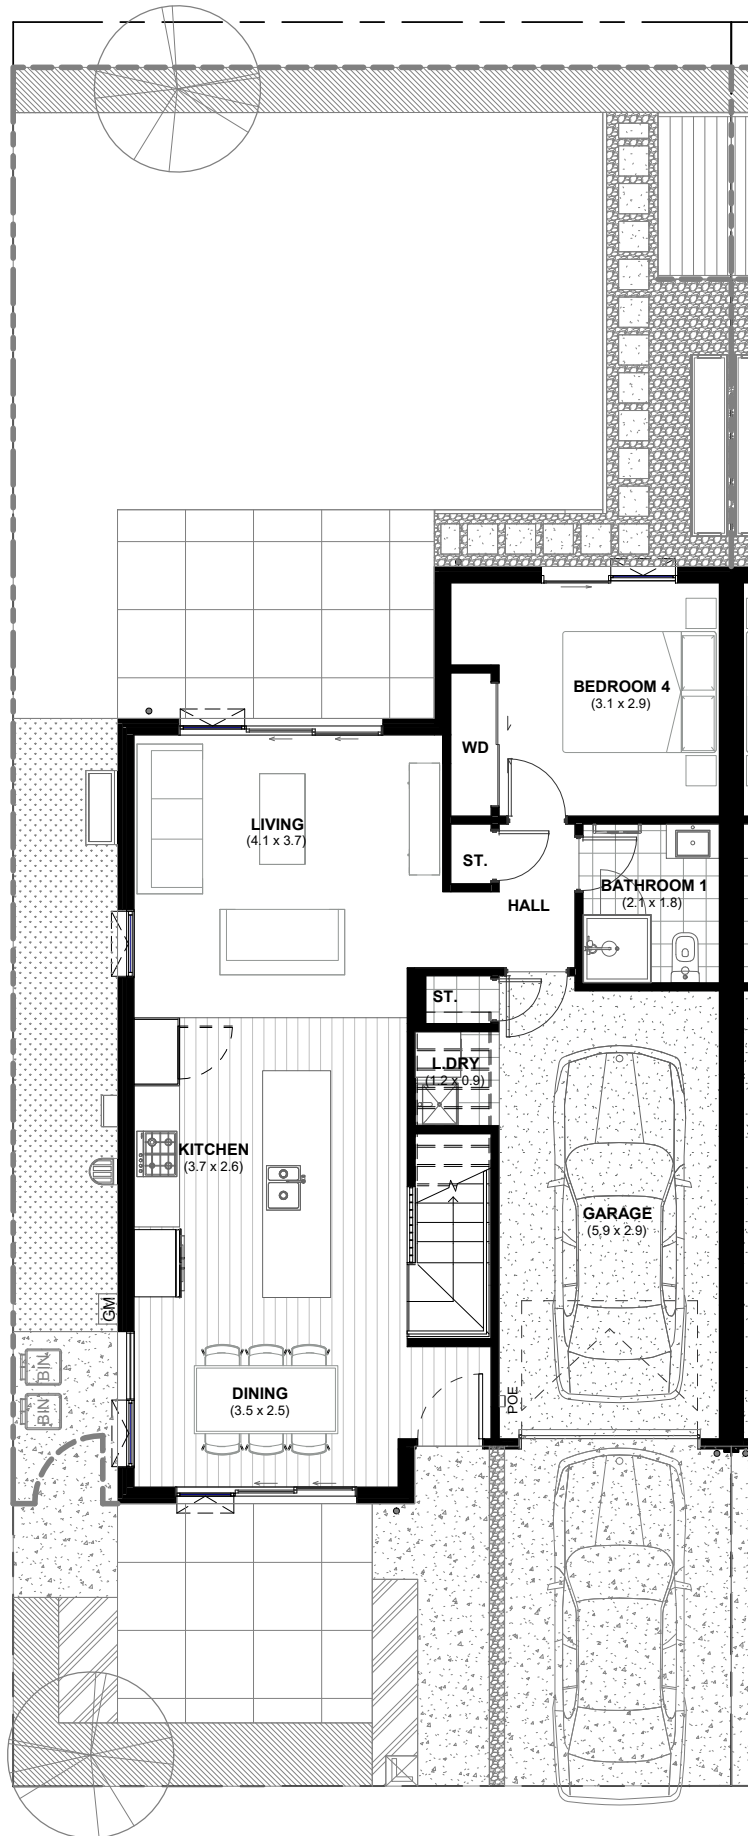 BEDROOM 4
(3.1 x 2.9)
WD
LIVING
(4.1 x 3.7)
ST.
BATHROOM 1
(2.1 x 1.8)
HALL
ST.
L.DRY
(1.2 x 0.9)
KITCHEN
(3.7 x 2.6)
GARAGE
(5.9 x 2.9)
GM
BIN
BIN
DINING
(3.5 x 2.5)
POE